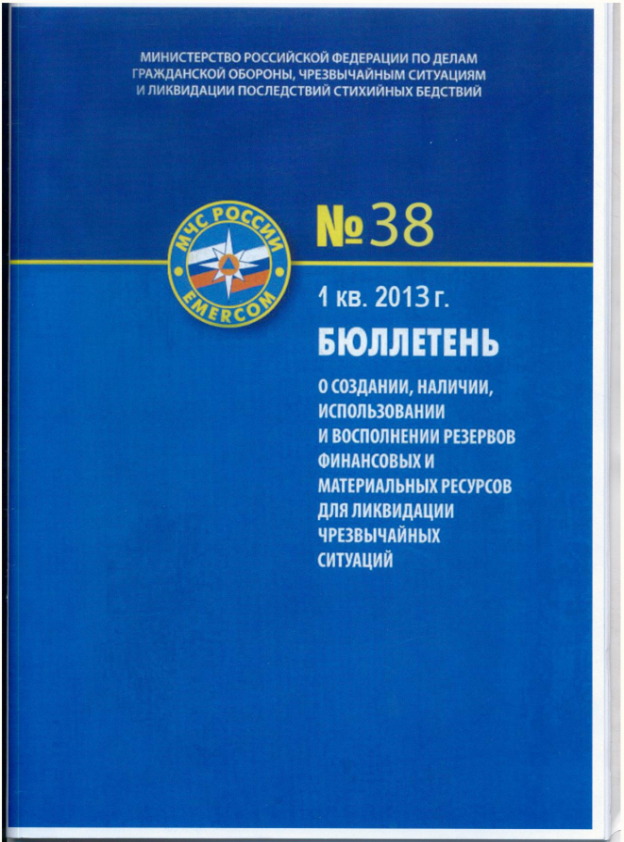 МИНИСТЕРСТВО РОССИЙСКОЙ ФЕДЕРАЦИИ ПО ДЕЛАМ
ГРАЖДАНСКОЙ ОБОРОНЫ, ЧРЕЗВЫЧАЙНЫМ СИТУАЦИЯМ
И ЛИКВИДАЦИИ ПОСЛЕДСТВИЙ СТИХИЙНЫХ БЕДСТВИЙ
МЧС РОССИИ
EMERCOM
№38
1 кв. 2013 г.
БЮЛЛЕТЕНЬ
О СОЗДАНИИ, НАЛИЧИИ,
ИСПОЛЬЗОВАНИИ
И ВОСПОЛНЕНИИ РЕЗЕРВОВ
ФИНАНСОВЫХ И
МАТЕРИАЛЬНЫХ РЕСУРСОВ
ДЛЯ ЛИКВИДАЦИИ
ЧРЕЗВЫЧАЙНЫХ
СИТУАЦИЙ